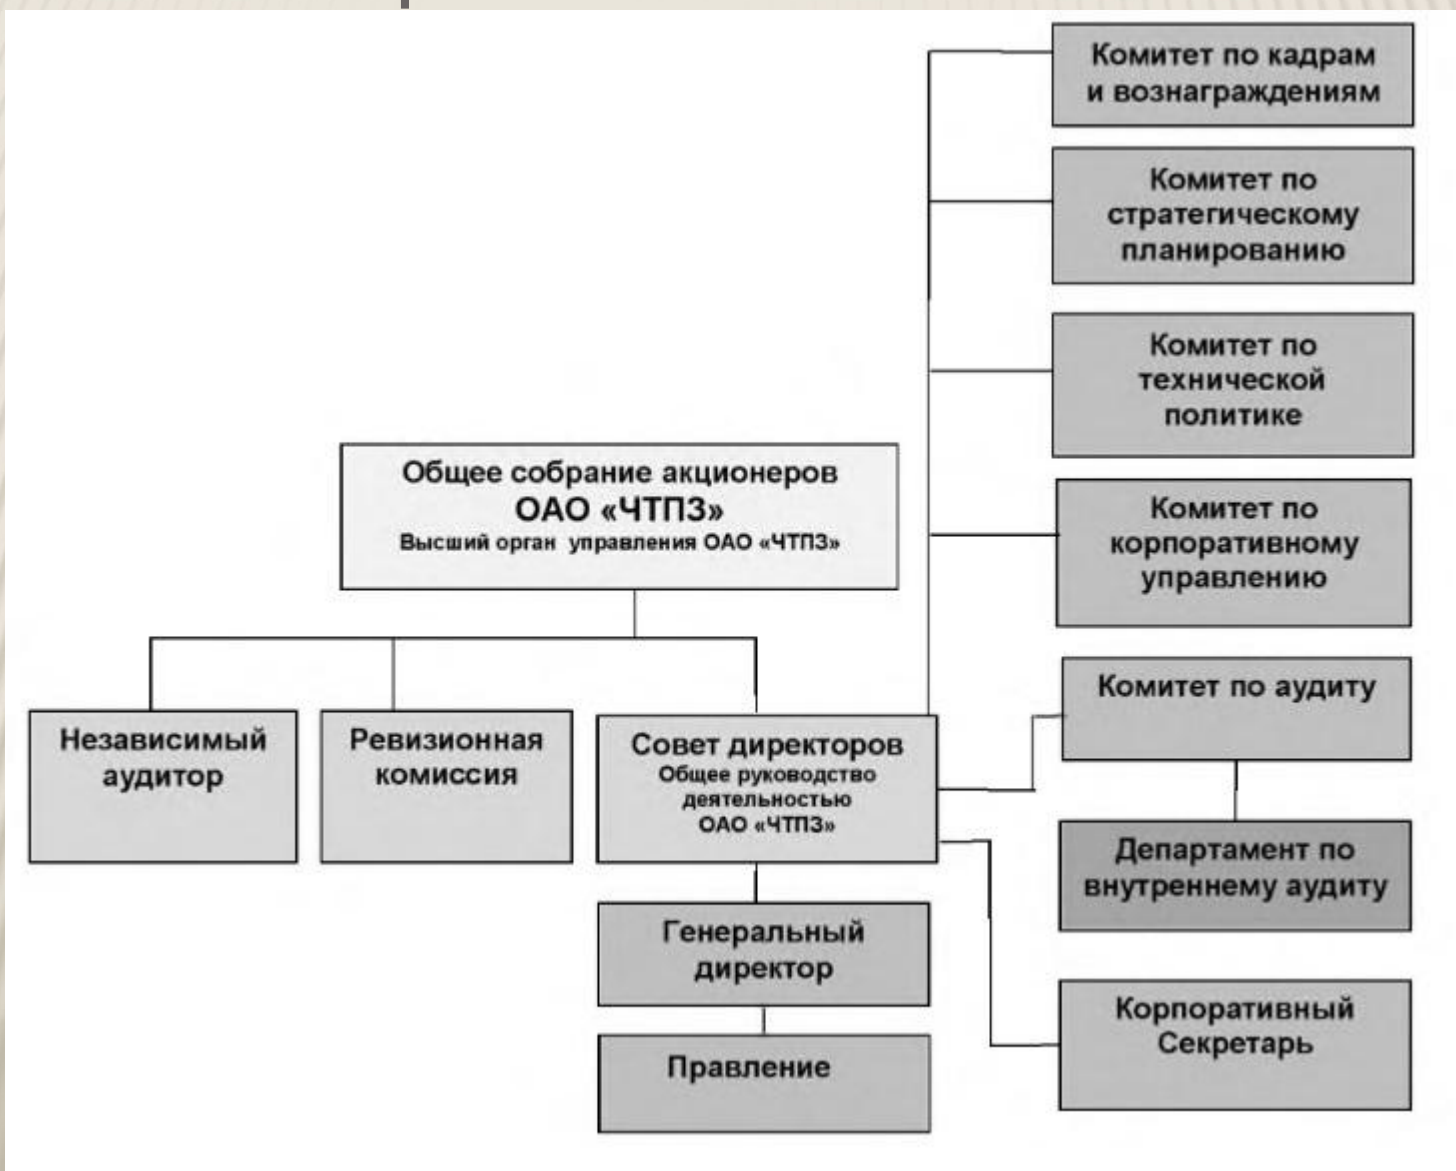 Комитет по кадрам
и вознаграждениям
Комитет по
стратегическому
планированию
Комитет по
технической
политике
Общее собрание акционеров
ОАО «ЧТПЗ»
Высший орган управления ОАО «ЧТПЗ»
Комитет по
корпоративному
управлению
Независимый
аудитор
Ревизионная
комиссия
Совет директоров
Общее руководство
деятельностью
ОАО «ЧТПЗ»
Комитет по аудиту
Департамент по
внутреннему аудиту
Генеральный
директор
Правление
Корпоративный
Секретарь